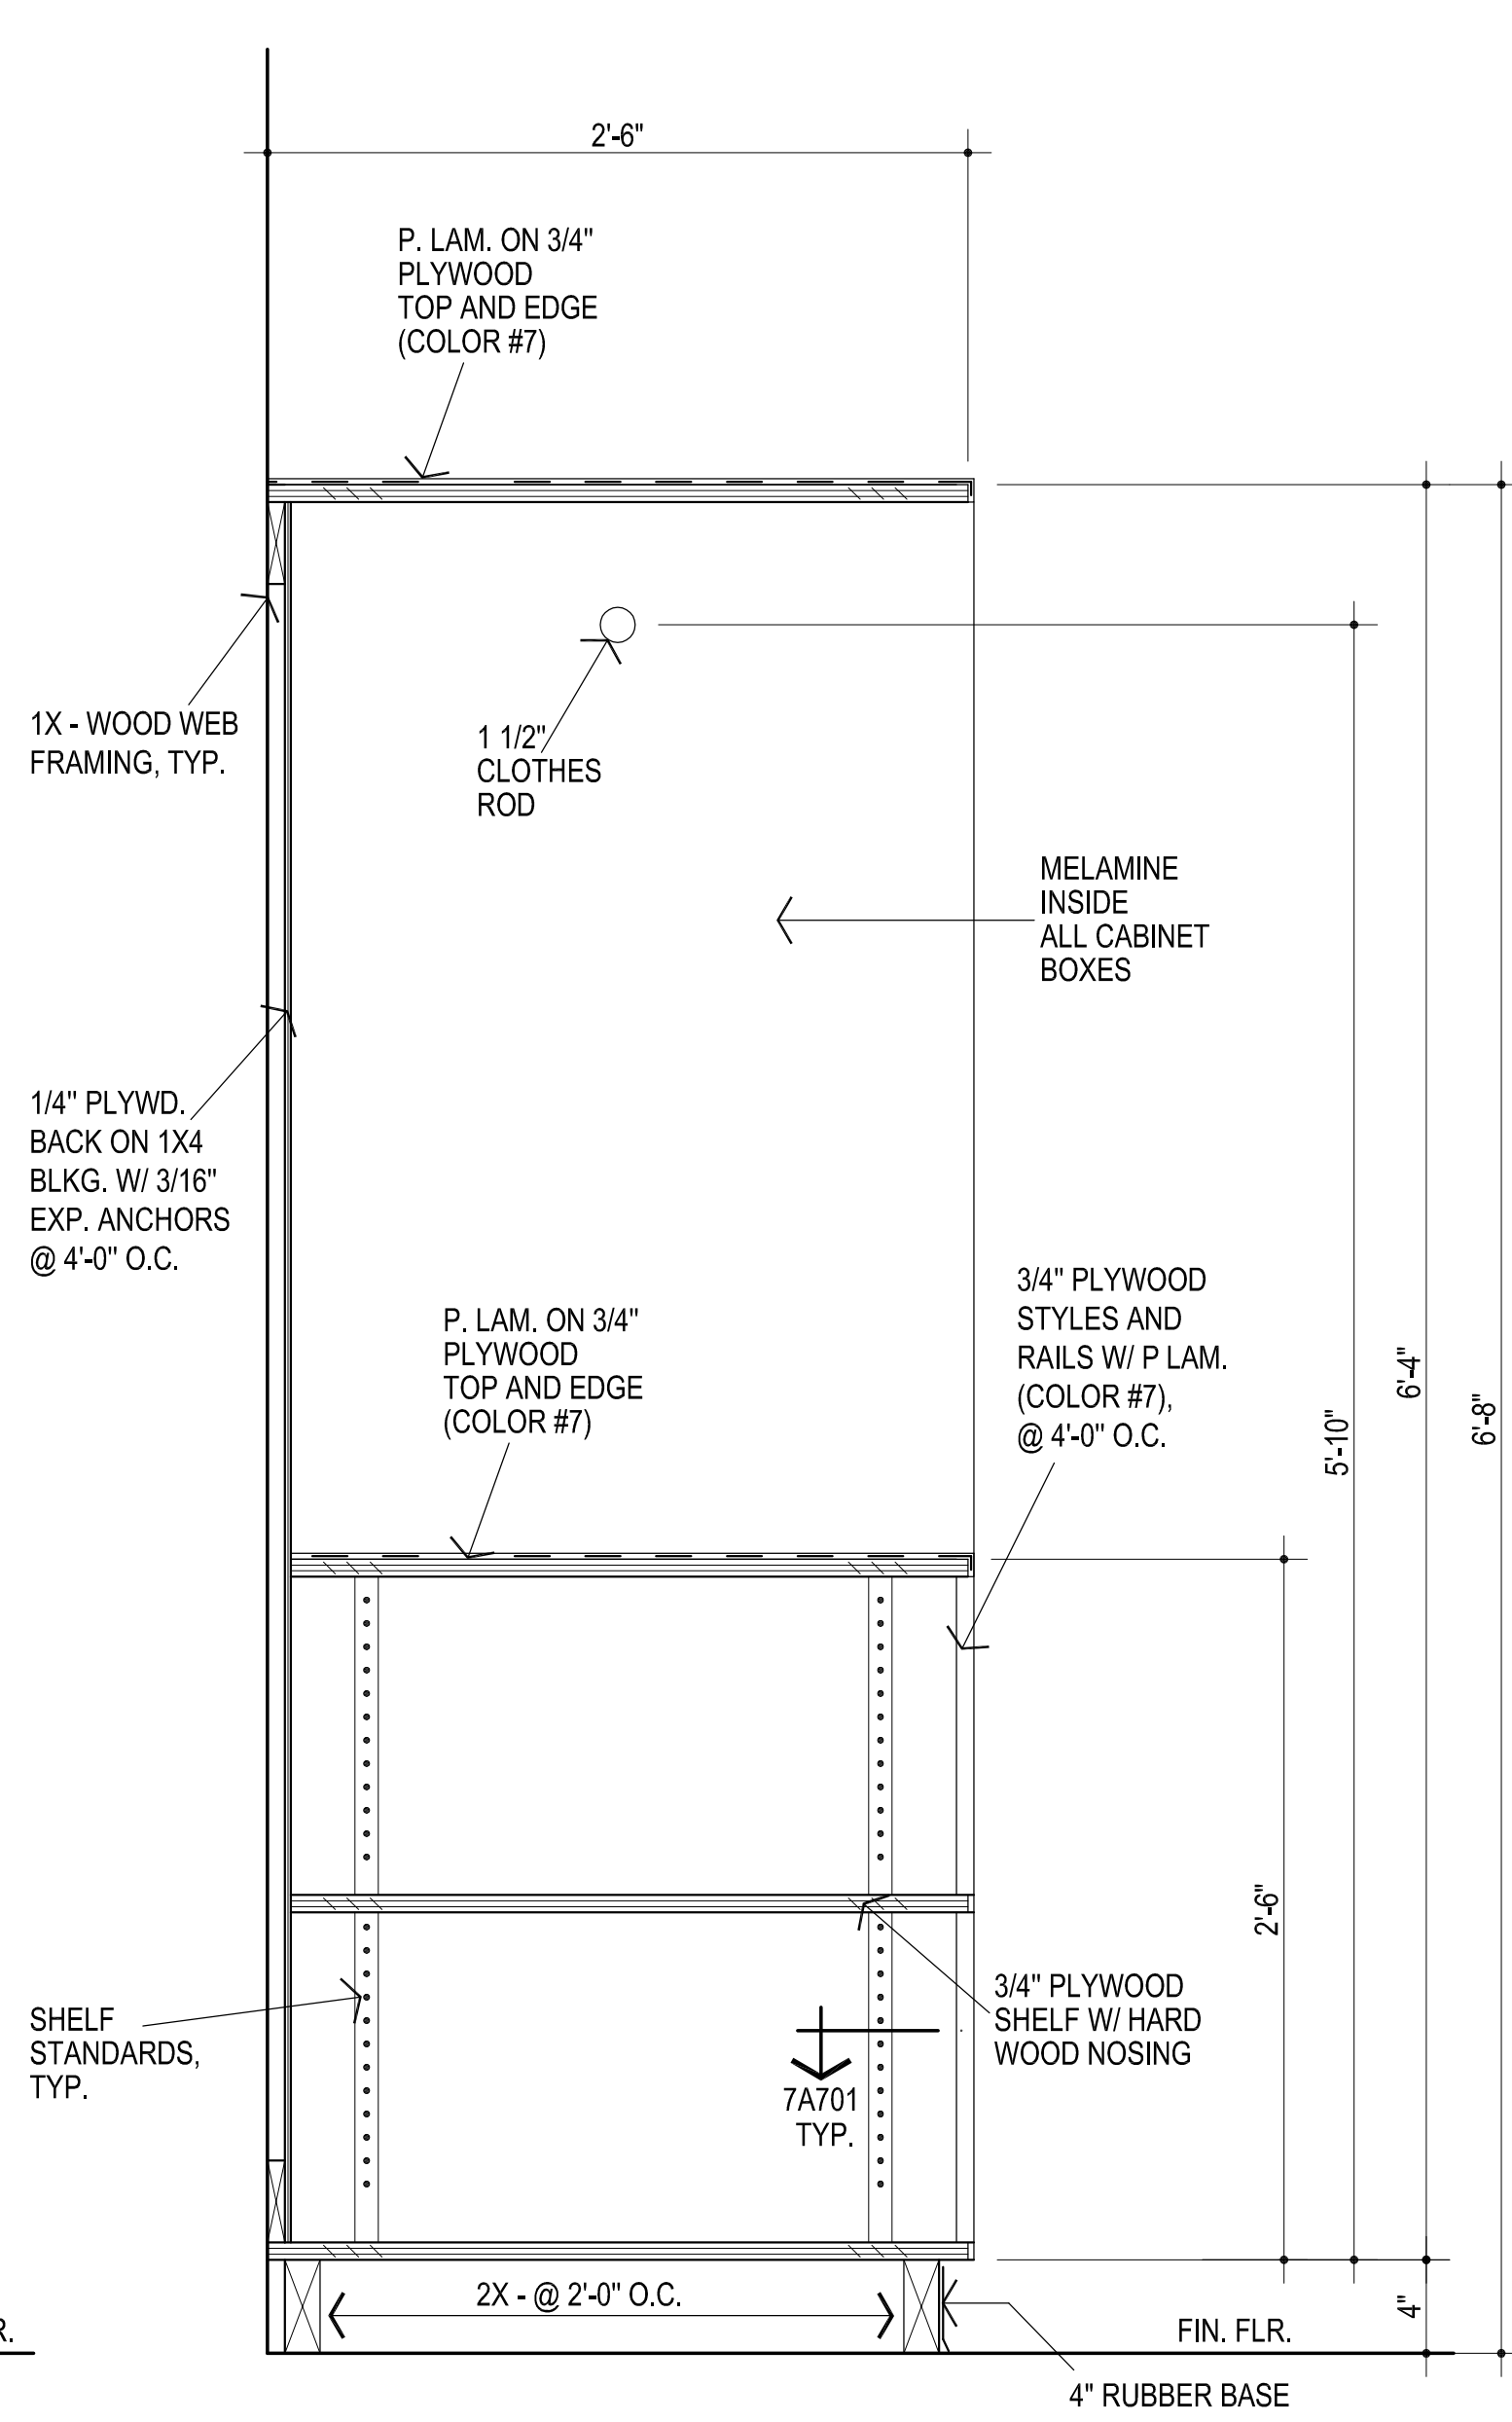 2'-6"
P. LAM. ON 3/4"
PLYWOOD
TOP AND EDGE
(COLOR #7)
1X - WOOD WEB
FRAMING, TYP.
1 1/2"
CLOTHES
ROD
MELAMINE
INSIDE
ALL CABINET
BOXES
1/4" PLYWD.
BACK ON 1X4
BLKG. W/ 3/16"
EXP. ANCHORS
@ 4'-0" O.C.
P. LAM. ON 3/4"
PLYWOOD
TOP AND EDGE
(COLOR #7)
3/4" PLYWOOD
STYLES AND
RAILS W/ P LAM.
(COLOR #7),
@ 4'-0" O.C.
5'-10"
6'-4"
6'-8"
2'-6"
SHELF
STANDARDS,
TYP.
3/4" PLYWOOD
SHELF W/ HARD
WOOD NOSING
7A701
TYP.
2X - @ 2'-0" O.C.
4"
R.
FIN. FLR.
4" RUBBER BASE